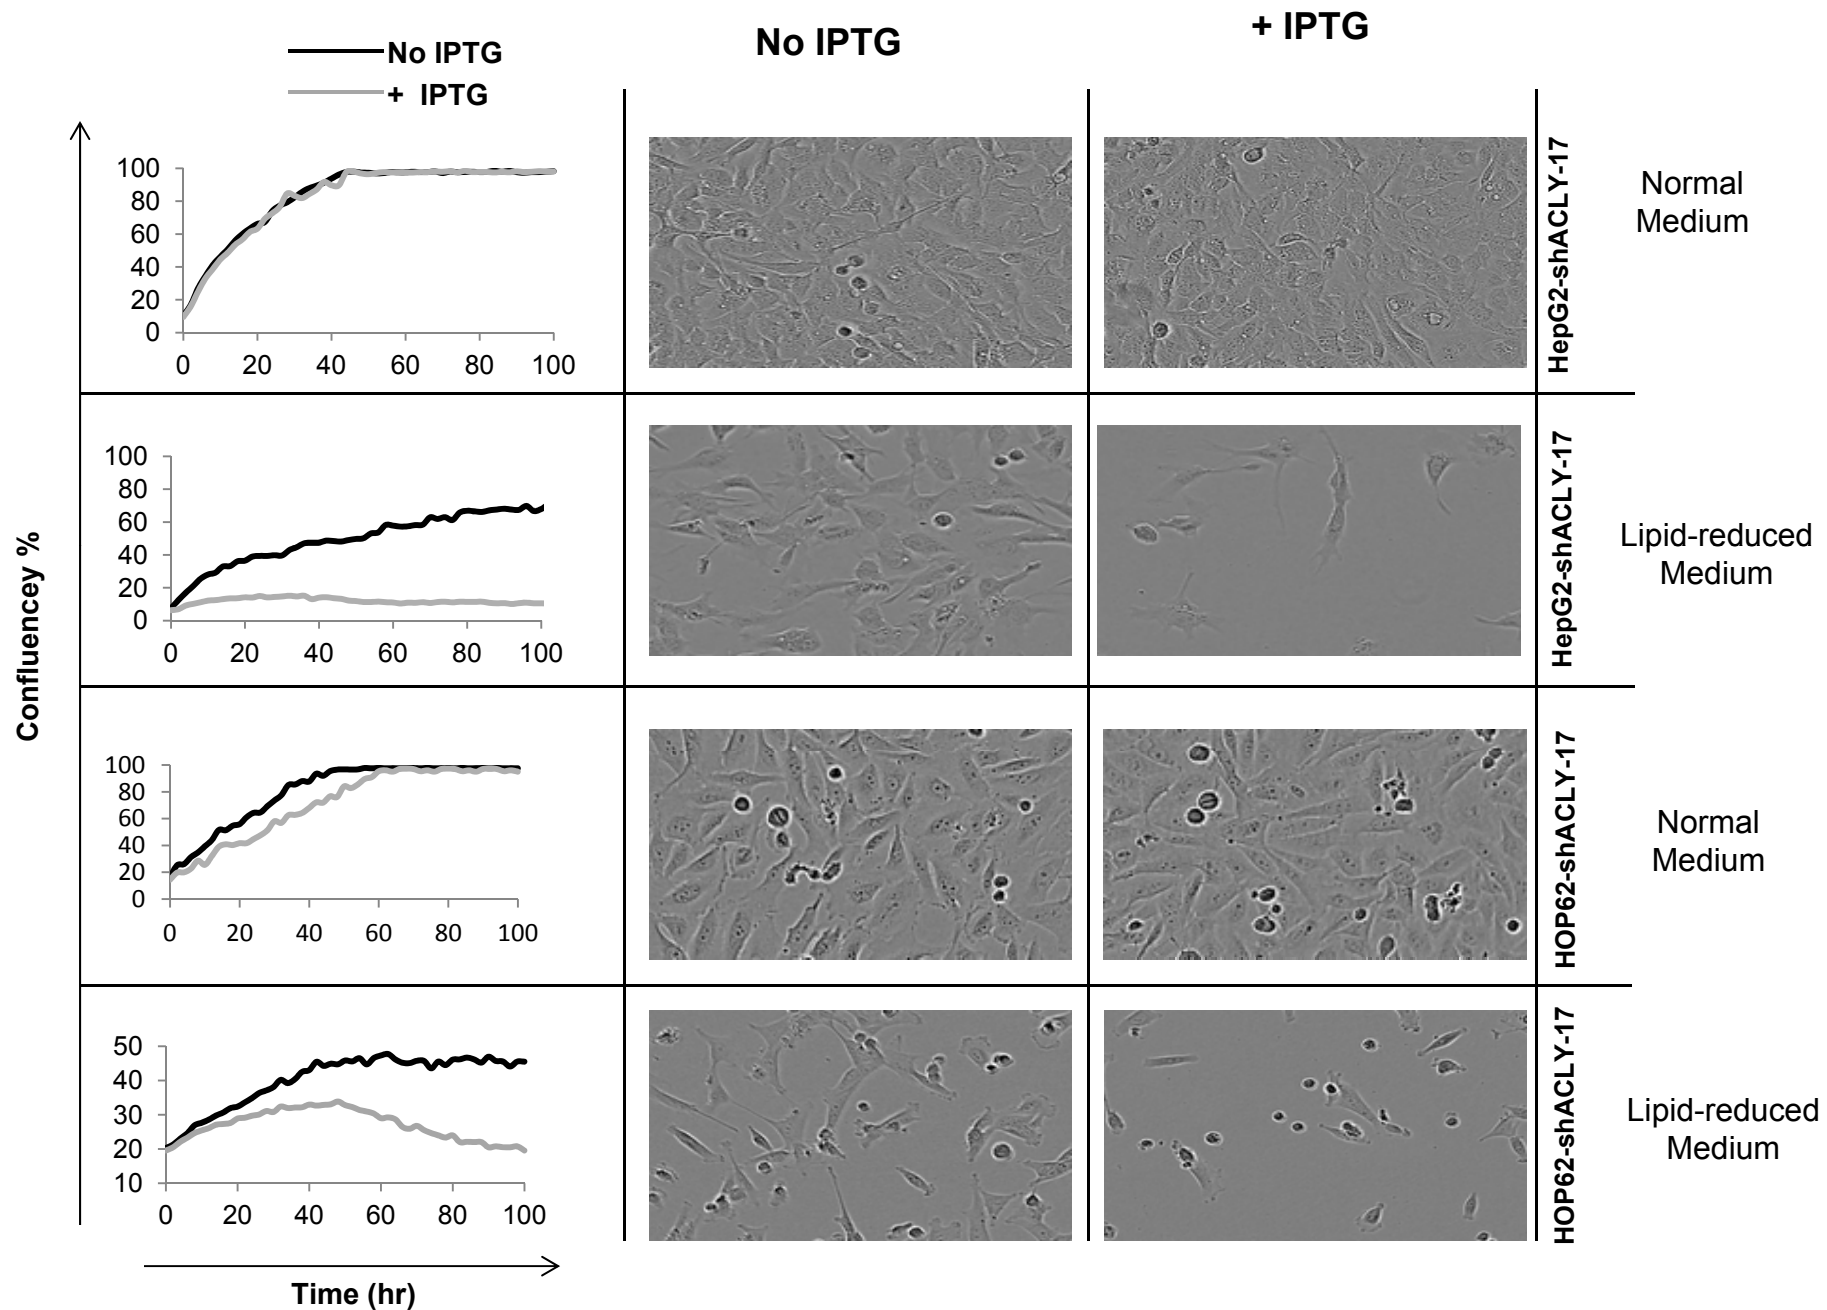 No IPTG
+ IPTG
No IPTG
+ IPTG
Confluencey %
100
80
60
40
20
0
0 20 40 60 80 100
HepG2-shACLY-17
Normal
Medium
100
80
60
40
20
0
0 20 40 60 80 100
HepG2-shACLY-17
Lipid-reduced
Medium
100
80
60
40
20
0
0 20 40 60 80 100
HOP62-shACLY-17
Normal
Medium
50
40
30
20
10
0 20 40 60 80 100
HOP62-shACLY-17
Lipid-reduced
Medium
Time (hr)